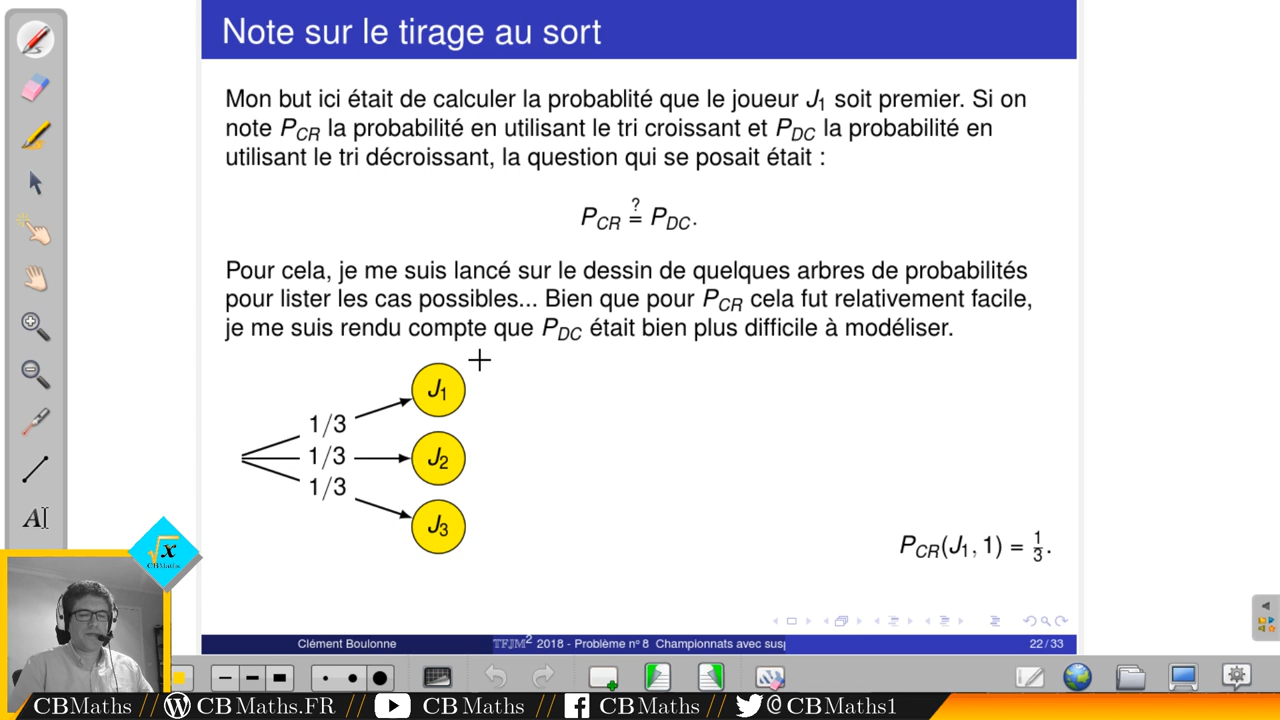 Note sur le tirage au sort
Mon but ici était de calculer la probablité que le joueur J1 soit premier. Si on
note PCR la probabilité en utilisant le tri croissant et PDC la probabilité en
utilisant le tri décroissant, la question qui se posait était :
PCR ?= PDC.
Pour cela, je me suis lancé sur le dessin de quelques arbres de probabilités
pour lister les cas possibles... Bien que pour PCR cela fut relativement facile,
je me suis rendu compte que PDC était bien plus difficile à modéliser.
J1
1/3
1/3
J2
1/3
J3
PCR(J1, 1) = 1/3.
A
√x
CBMaths
Clément Boulonne
TFJM² 2018 - Problème nº 8 Championnats avec susp
22 / 33
CBMaths
CBMaths.FR
CBMaths
CBMaths
@CBMaths1